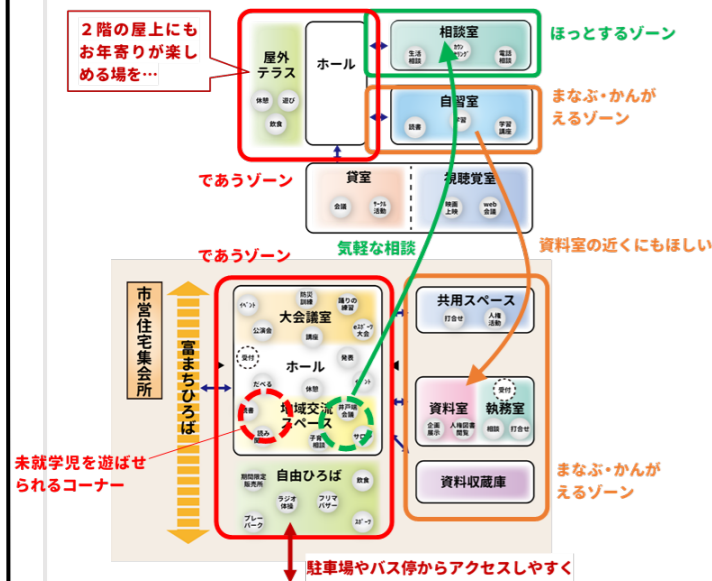 ２階の屋上にも
お年寄りが楽し
める場を…
屋外
テラス
休憩
遊び
飲食
ホール
相談室
生活
相談
電話
相談
ほっとするゾーン
自習室
読書
学習
学習
講座
まなぶ・かんが
えるゾーン
であうゾーン
貸室
会議
サークル
活動
視聴覚室
映画
上映
web
会議
気軽な相談
資料室の近くにもほしい
であうゾーン
市営住宅集会所
富まちひろば
イベント
防災
訓練
踊りの
練習
大会議室
公演会
講座
eスポーツ
大会
受付
ホール
発表
たべる
休憩
地域交流
スペース
井戸端
会議
読み
子育
相談
共用スペース
打合せ
人権
活動
資料室
企画
展示
人権図書
閲覧
受付
執務室
相談
打合せ
資料収蔵庫
未就学児を遊ばせ
られるコーナー
自由ひろば
期間限定
販売所
飲食
ラジオ
体操
フリマ
バザー
プレー
パーク
スポーツ
まなぶ・かんが
えるゾーン
駐車場やバス停からアクセスしやすく